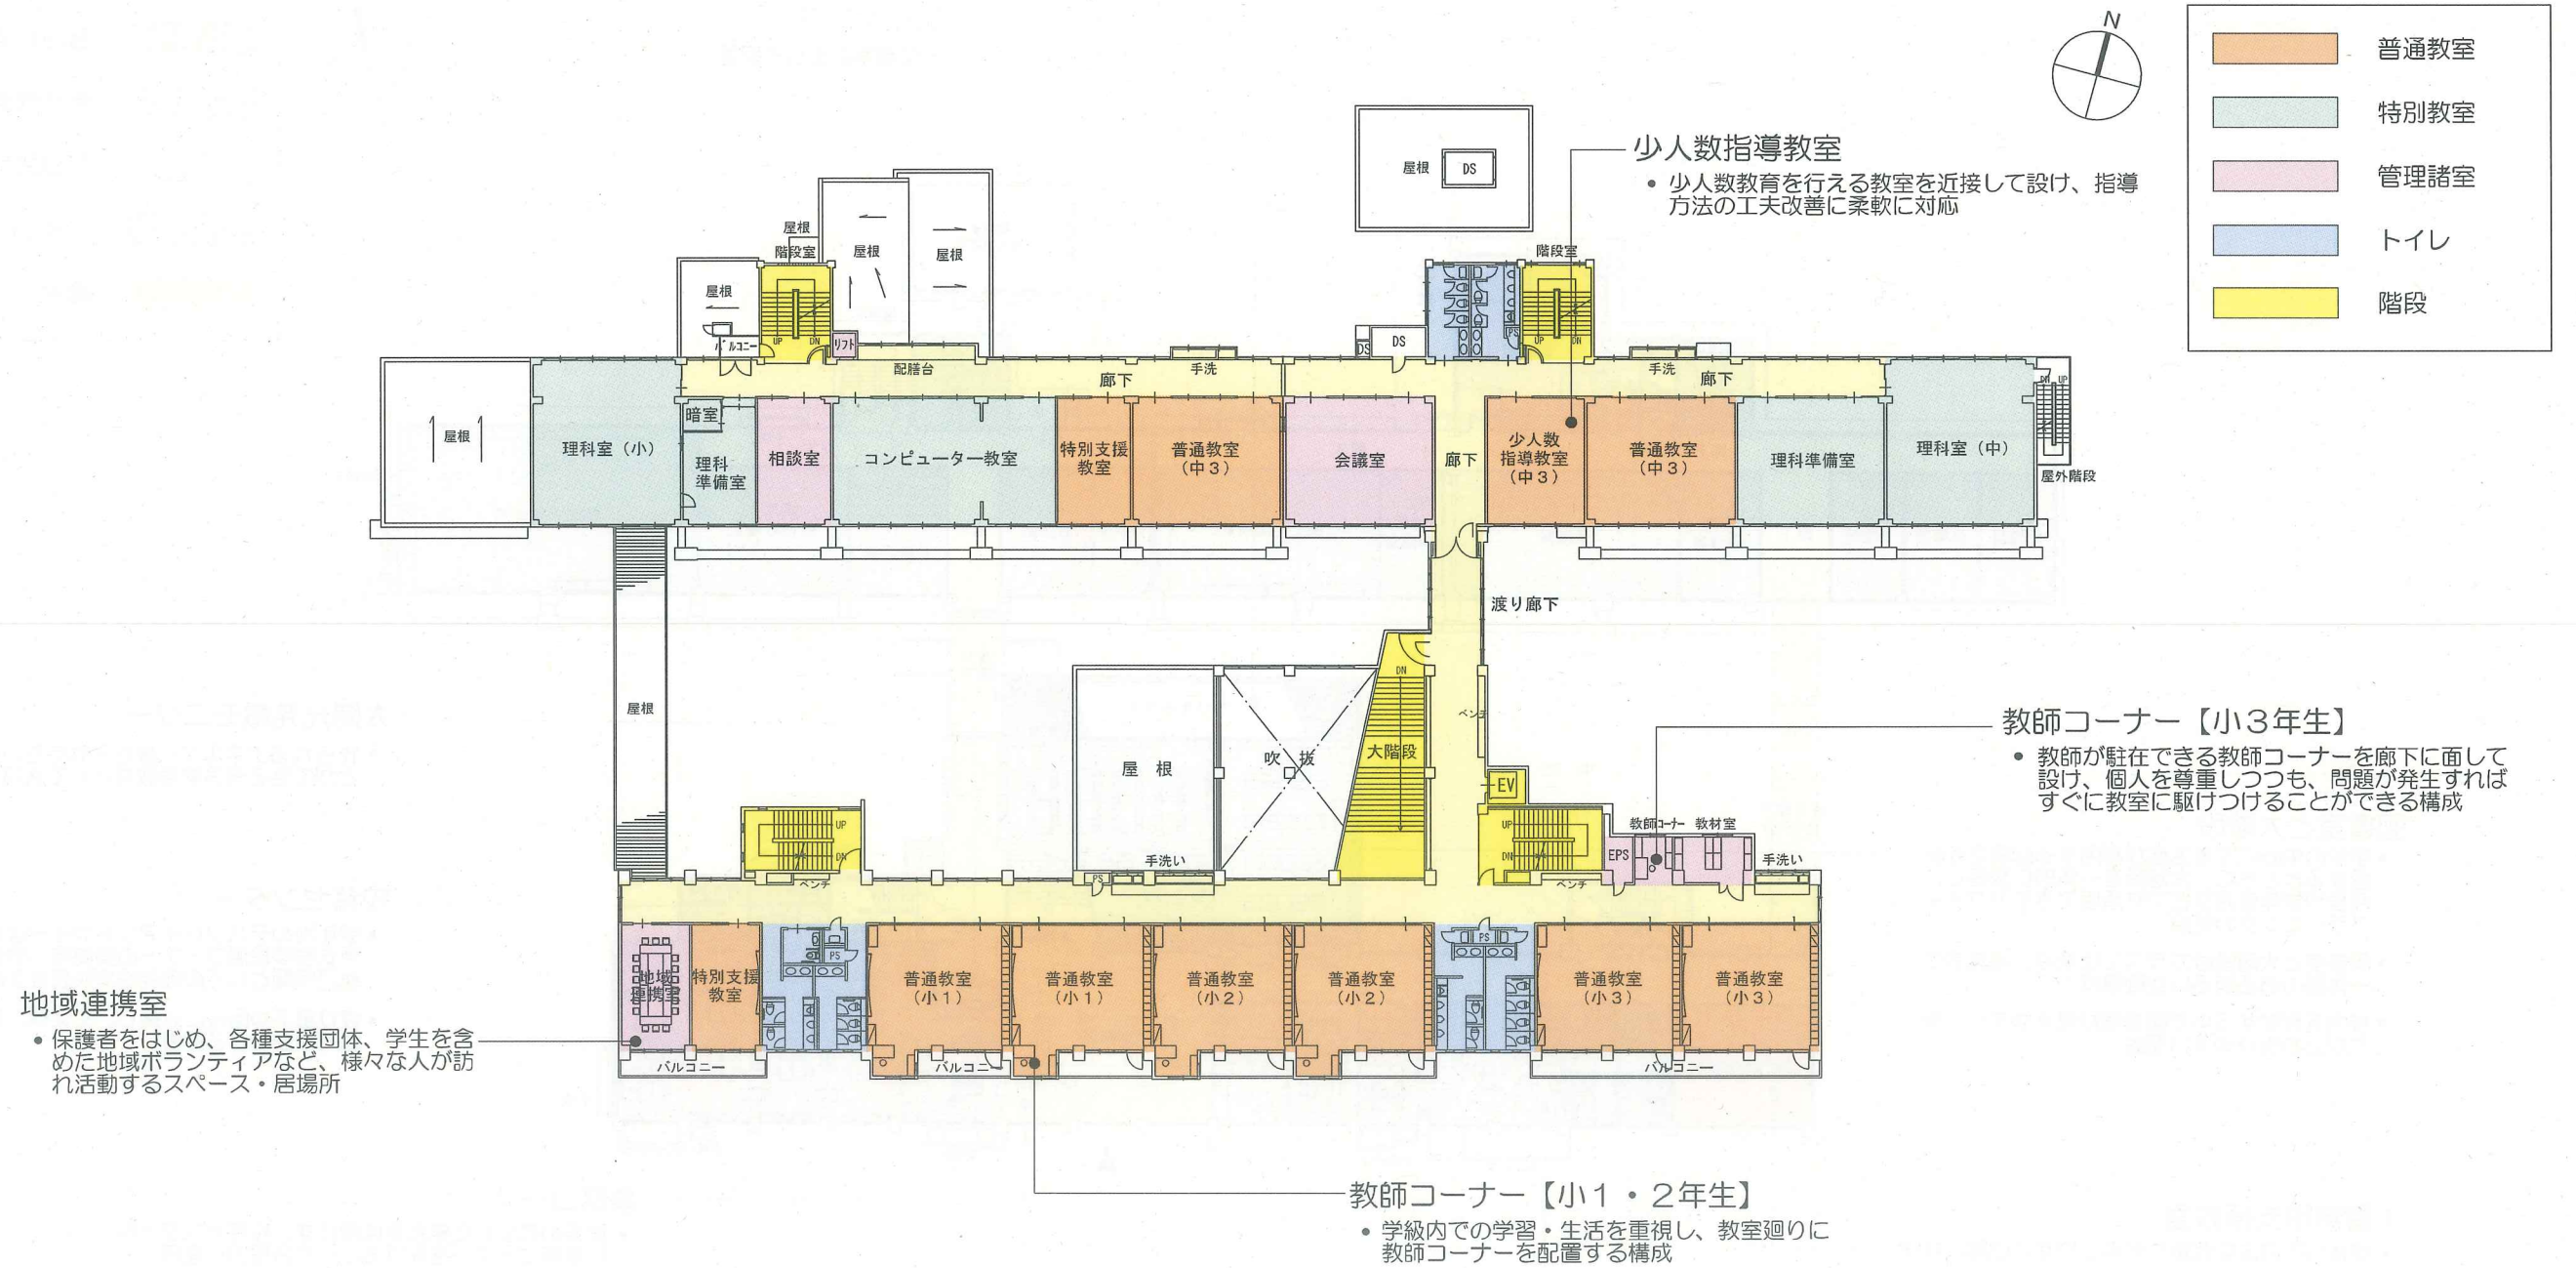 N
普通教室
特別教室
管理諸室
トイレ
階段
少人数指導教室
• 少人数教育を行える教室を近接して設け、指導
方法の工夫改善に柔軟に対応
屋根
DS
屋根
階段室
屋根
屋根
屋根
階段室
バルコニー
UP
DN
リフト
DS
DS
PS
UP
DN
配膳台
廊下
手洗
手洗
廊下
DN
UP
屋根
理科室（小）
暗室
理科
準備室
相談室
コンピューター教室
特別支援
教室
普通教室
（中３）
会議室
廊下
少人数
指導教室
（中３）
普通教室
（中３）
理科準備室
理科室（中）
屋外階段
渡り廊下
屋根
屋根
吹抜
DN
大階段
ベンチ
EV
教師コーナー【小３年生】
• 教師が駐在できる教師コーナーを廊下に面して
設け、個人を尊重しつつも、問題が発生すれば
すぐに教室に駆けつけることができる構成
UP
DN
ベンチ
手洗い
PS
UP
DN
ベンチ
EPS
教師コーナー
教材室
手洗い
地域
連携室
特別支援
教室
PS
普通教室
（小１）
普通教室
（小１）
普通教室
（小２）
普通教室
（小２）
PS
普通教室
（小３）
普通教室
（小３）
バルコニー
バルコニー
バルコニー
地域連携室
• 保護者をはじめ、各種支援団体、学生を含
めた地域ボランティアなど、様々な人が訪
れ活動するスペース・居場所
教師コーナー【小１・２年生】
• 学級内での学習・生活を重視し、教室廻りに
教師コーナーを配置する構成